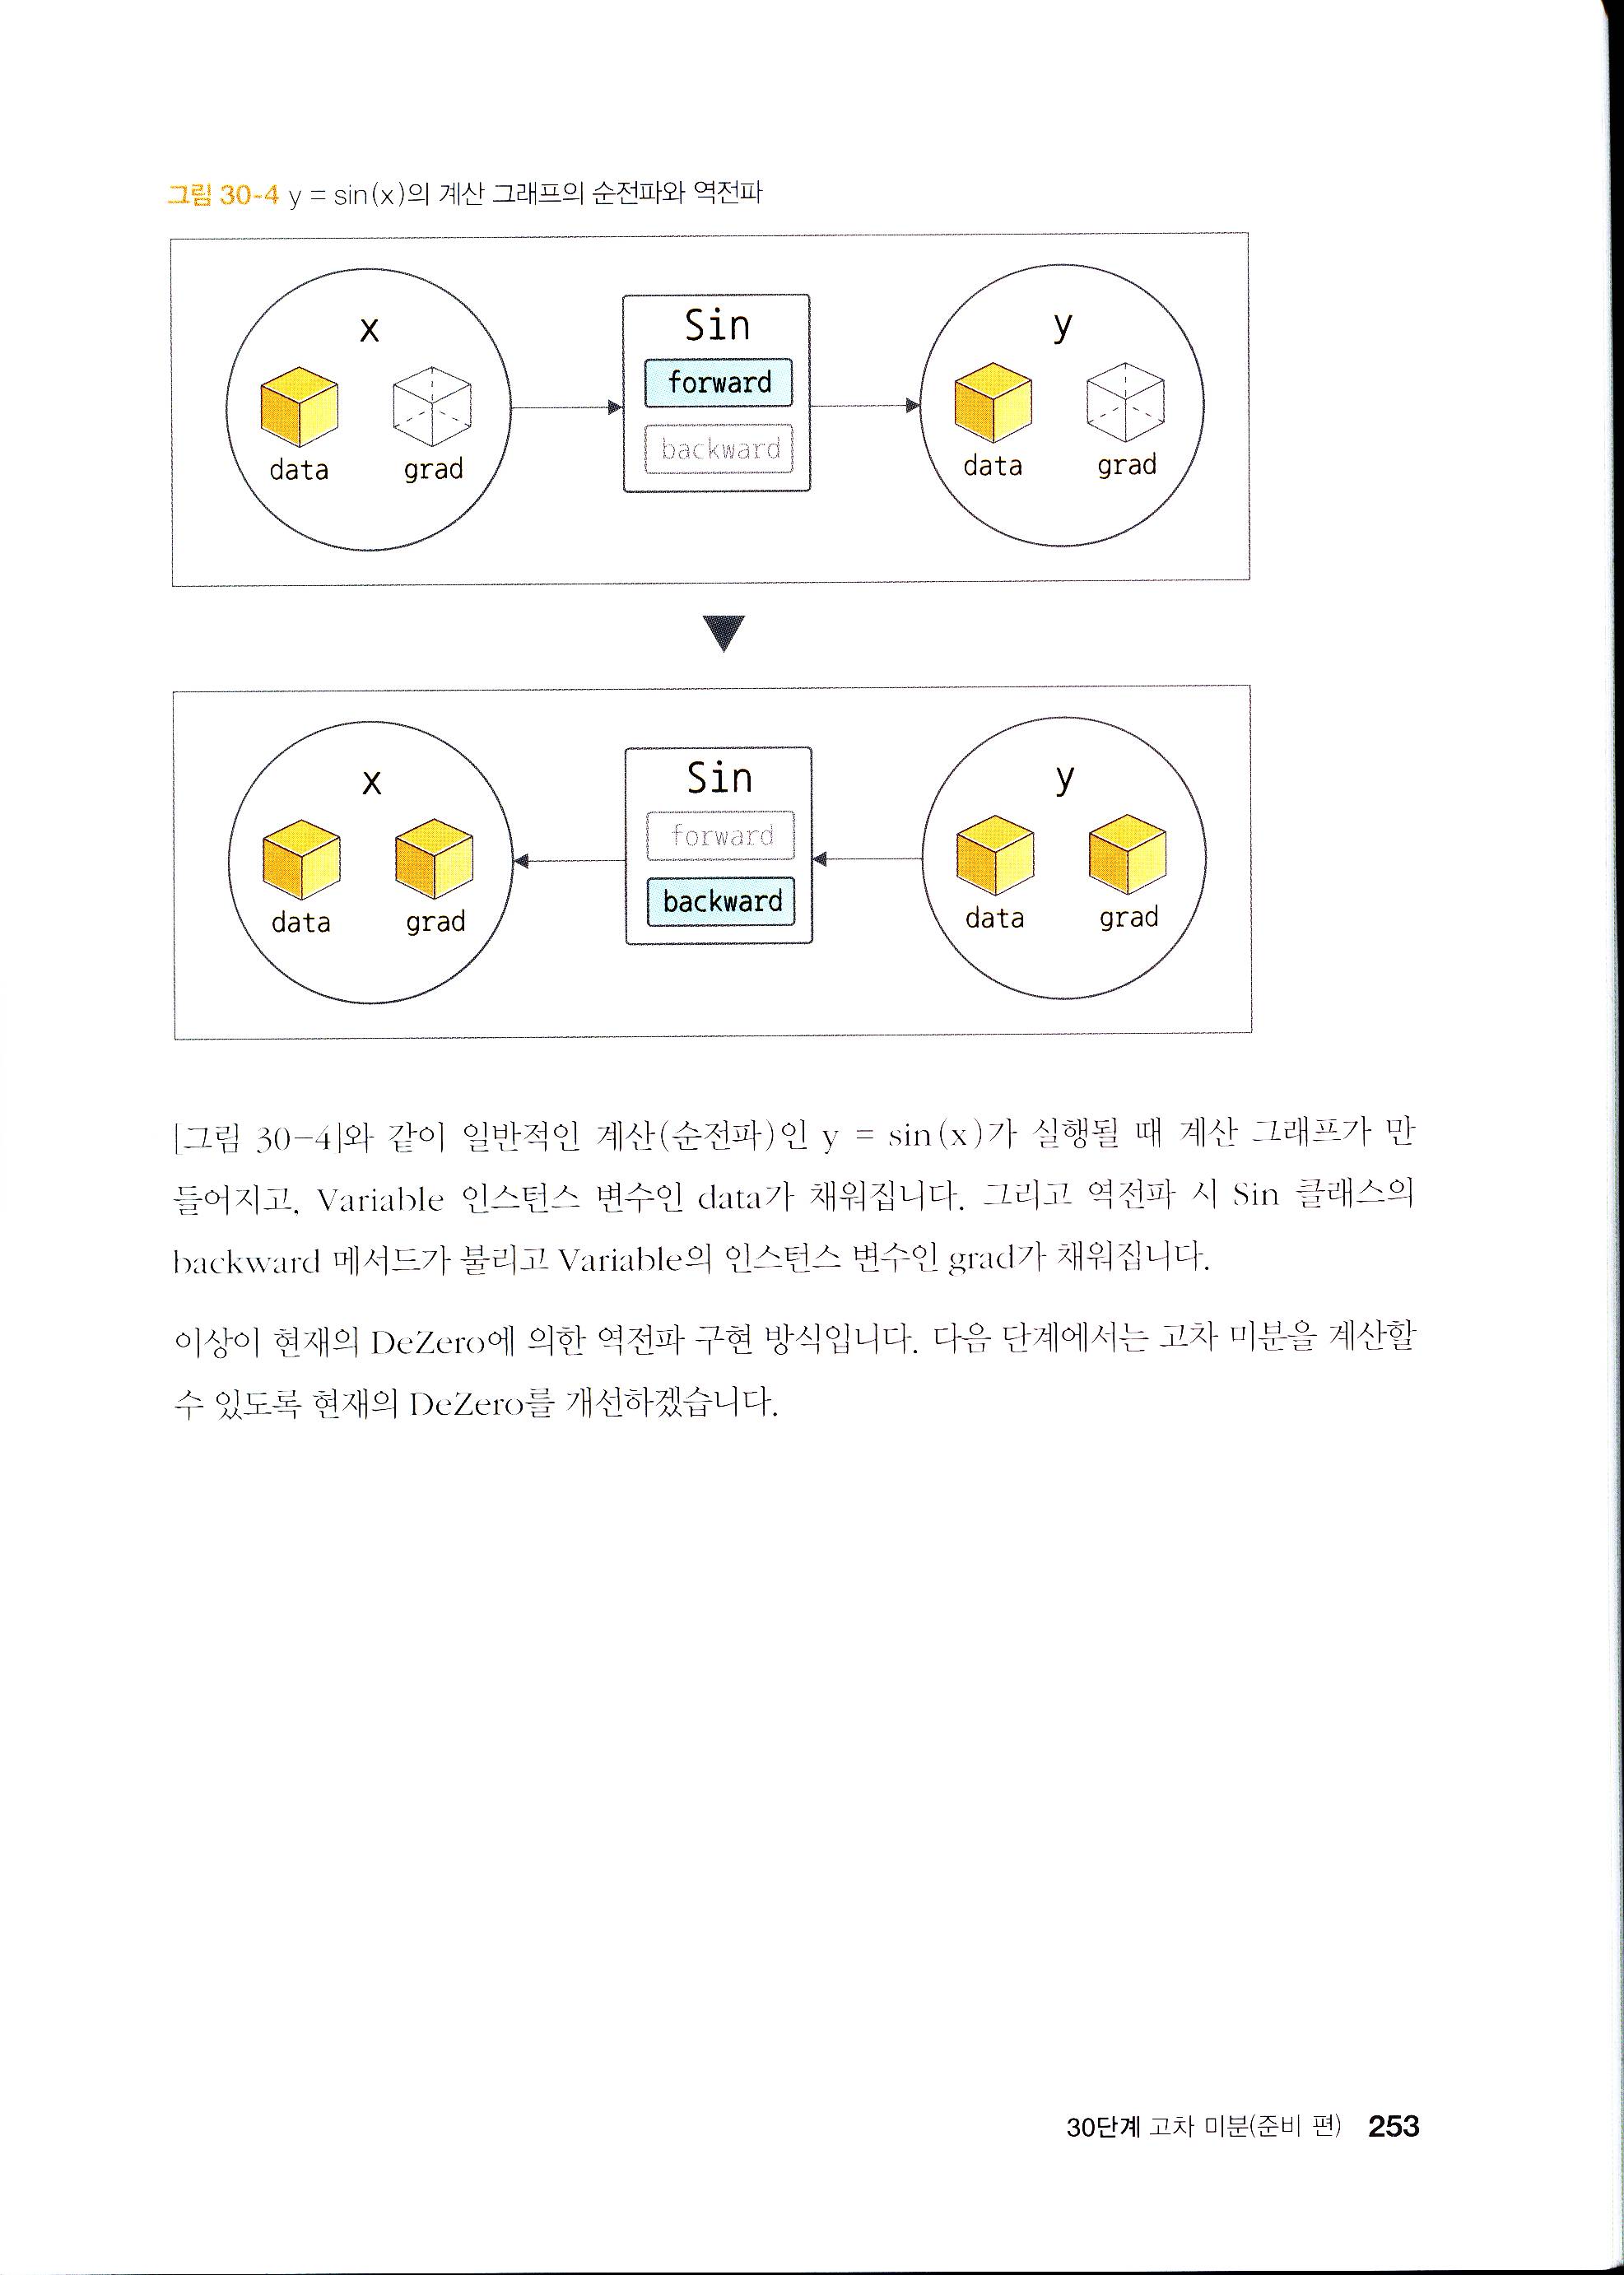 그림 30-4 y = sin(x)의 계산 그래프의 순전파와 역전파
x
data grad
Sin
forward
backward
y
data grad
x
data grad
Sin
forward
backward
y
data grad
[그림 30-4]와 같이 일반적인 계산(순전파)인 y = sin(x)가 실행될 때 계산 그래프가 만
들어지고, Variable 인스턴스 변수인 data가 채워집니다. 그리고 역전파 시 Sin 클래스의
backward 메서드가 불리고 Variable의 인스턴스 변수인 grad가 채워집니다.
이상이 현재의 DeZero에 의한 역전파 구현 방식입니다. 다음 단계에서는 고차 미분을 계산할
수 있도록 현재의 DeZero를 개선하겠습니다.
30단계 고차 미분(준비 편) 253